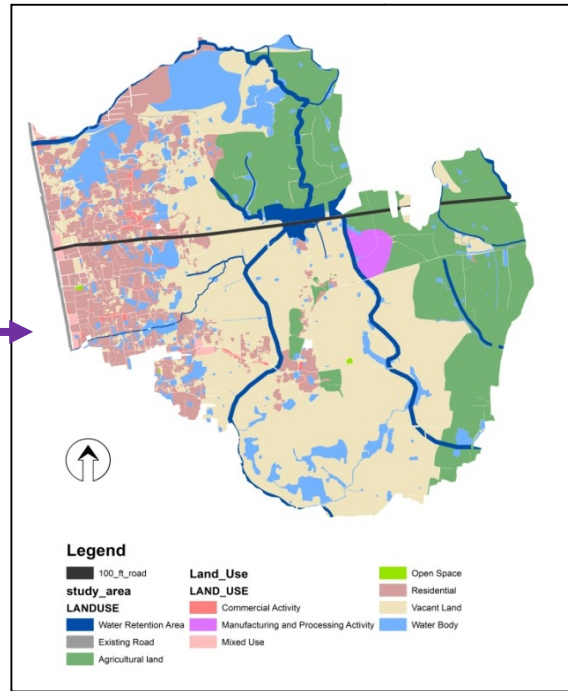 Legend
100_ft_road
study_area
LANDUSE
Water Retention Area
Existing Road
Agricultural land
Land_Use
LAND_USE
Commercial Activity
Manufacturing and Processing Activity
Mixed Use
Open Space
Residential
Vacant Land
Water Body